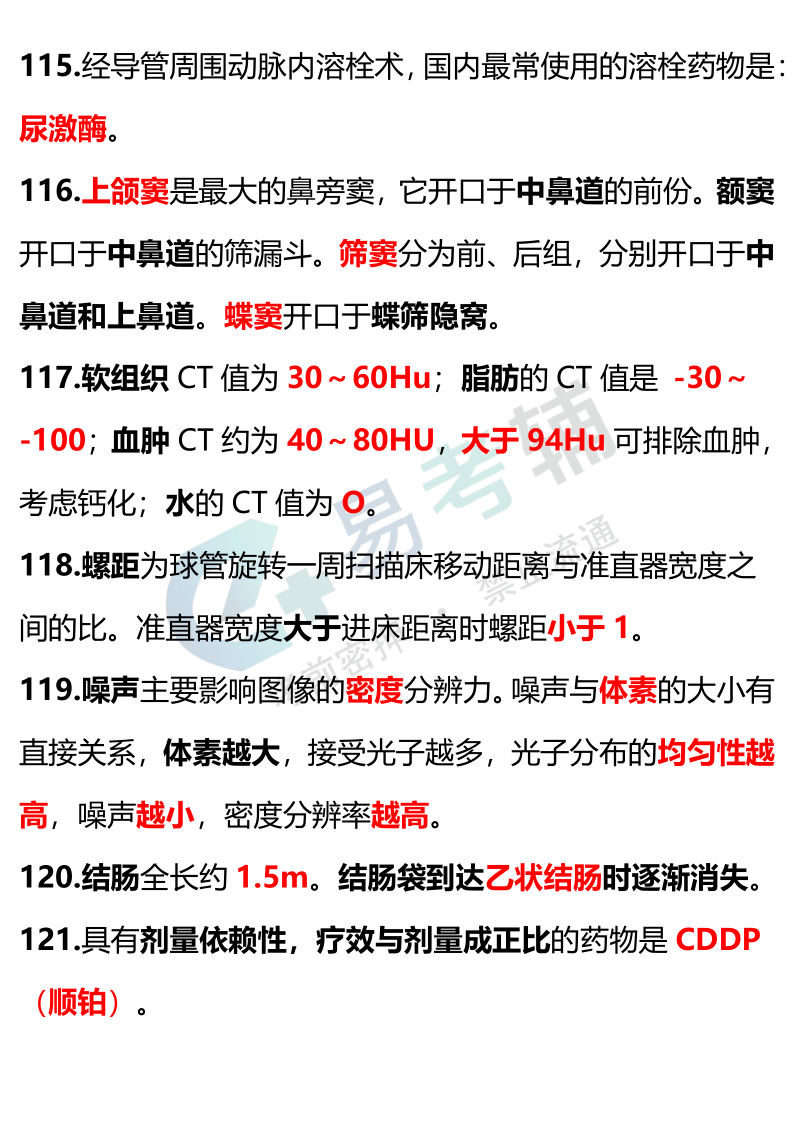 115.经导管周围动脉内溶栓术，国内最常使用的溶栓药物是：
尿激酶。
116.上颌窦是最大的鼻旁窦，它开口于中鼻道的前份。额窦
开口于中鼻道的筛漏斗。筛窦分为前、后组，分别开口于中
鼻道和上鼻道。蝶窦开口于蝶筛隐窝。
117.软组织 CT 值为 30～60Hu；脂肪的 CT 值是 -30～
-100；血肿 CT 约为 40～80HU，大于 94Hu 可排除血肿，
考虑钙化；水的 CT 值为 O。
118.螺距为球管旋转一周扫描床移动距离与准直器宽度之
间的比。准直器宽度大于进床距离时螺距小于 1。
119.噪声主要影响图像的密度分辨力。噪声与体素的大小有
直接关系，体素越大，接受光子越多，光子分布的均匀性越
高，噪声越小，密度分辨率越高。
120.结肠全长约 1.5m。结肠袋到达乙状结肠时逐渐消失。
121.具有剂量依赖性，疗效与剂量成正比的药物是 CDDP
（顺铂）。
易考辅
考前密押 · 禁止流通